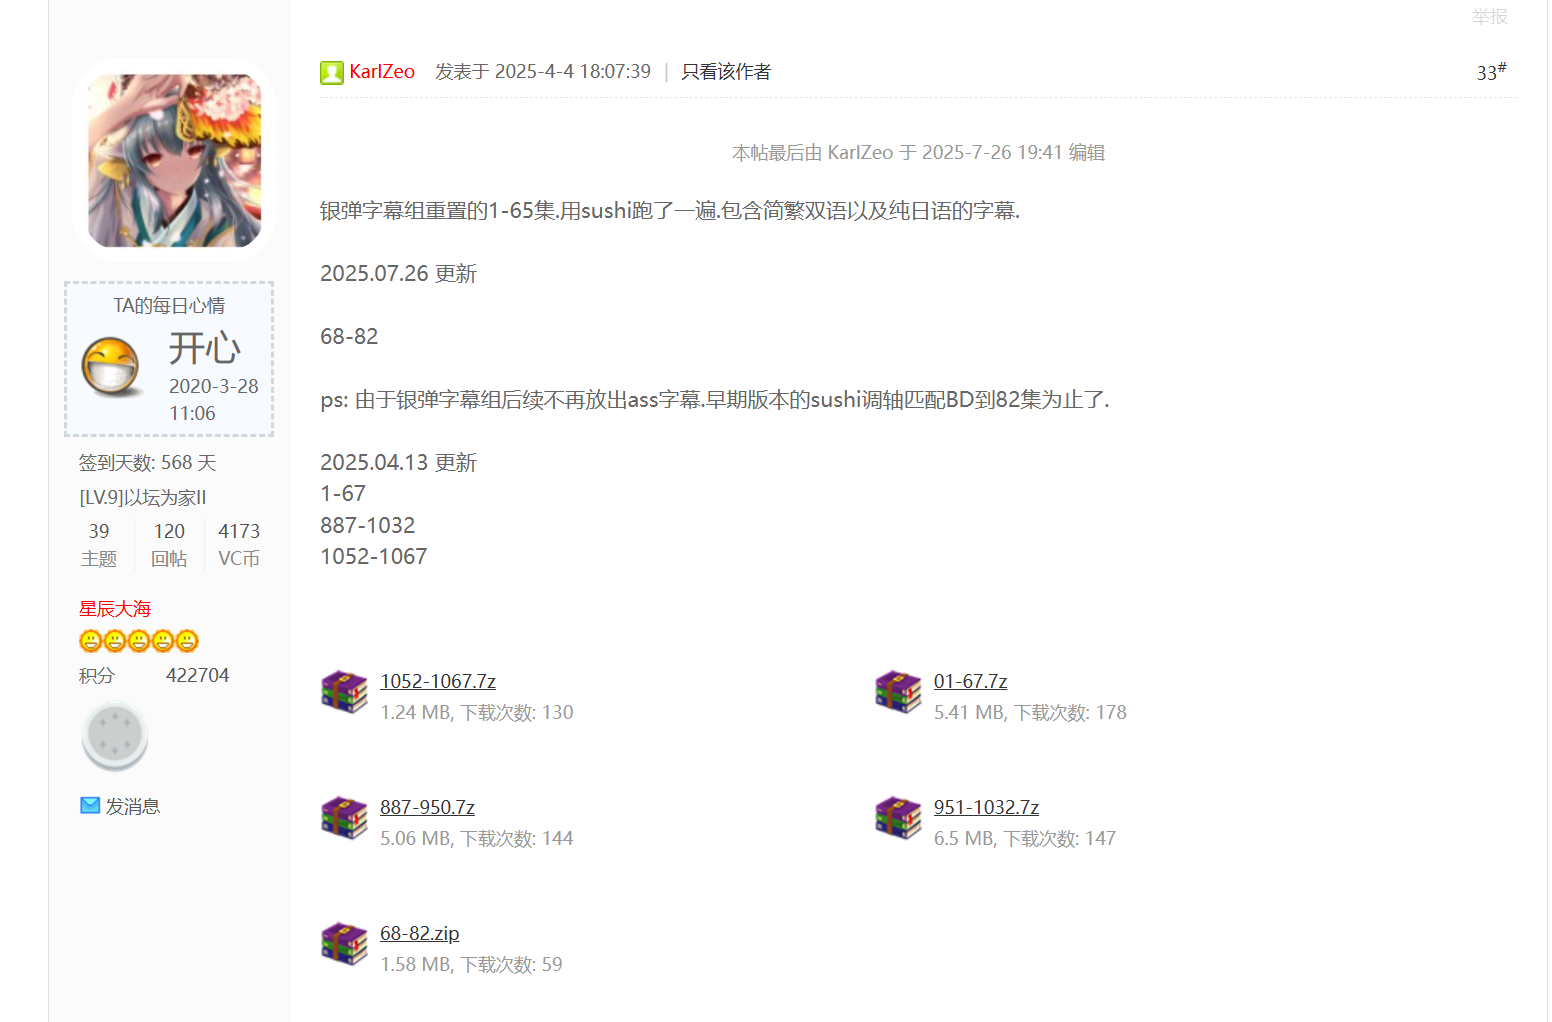 举报
KarlZeo 发表于 2025-4-4 18:07:39 | 只看该作者
33#
本帖最后由 KarlZeo 于 2025-7-26 19:41 编辑
银弹字幕组重置的1-65集.用sushi跑了一遍.包含简繁双语以及纯日语的字幕.
2025.07.26 更新
68-82
ps: 由于银弹字幕组后续不再放出ass字幕.早期版本的sushi调轴匹配BD到82集为止了.
2025.04.13 更新
1-67
887-1032
1052-1067
TA的每日心情
开心
2020-3-28
11:06
签到天数: 568 天
[LV.9]以坛为家II
39 120 4173
主题 回帖 VC币
星辰大海
积分 422704
发消息
1052-1067.7z
1.24 MB, 下载次数: 130
01-67.7z
5.41 MB, 下载次数: 178
887-950.7z
5.06 MB, 下载次数: 144
951-1032.7z
6.5 MB, 下载次数: 147
68-82.zip
1.58 MB, 下载次数: 59